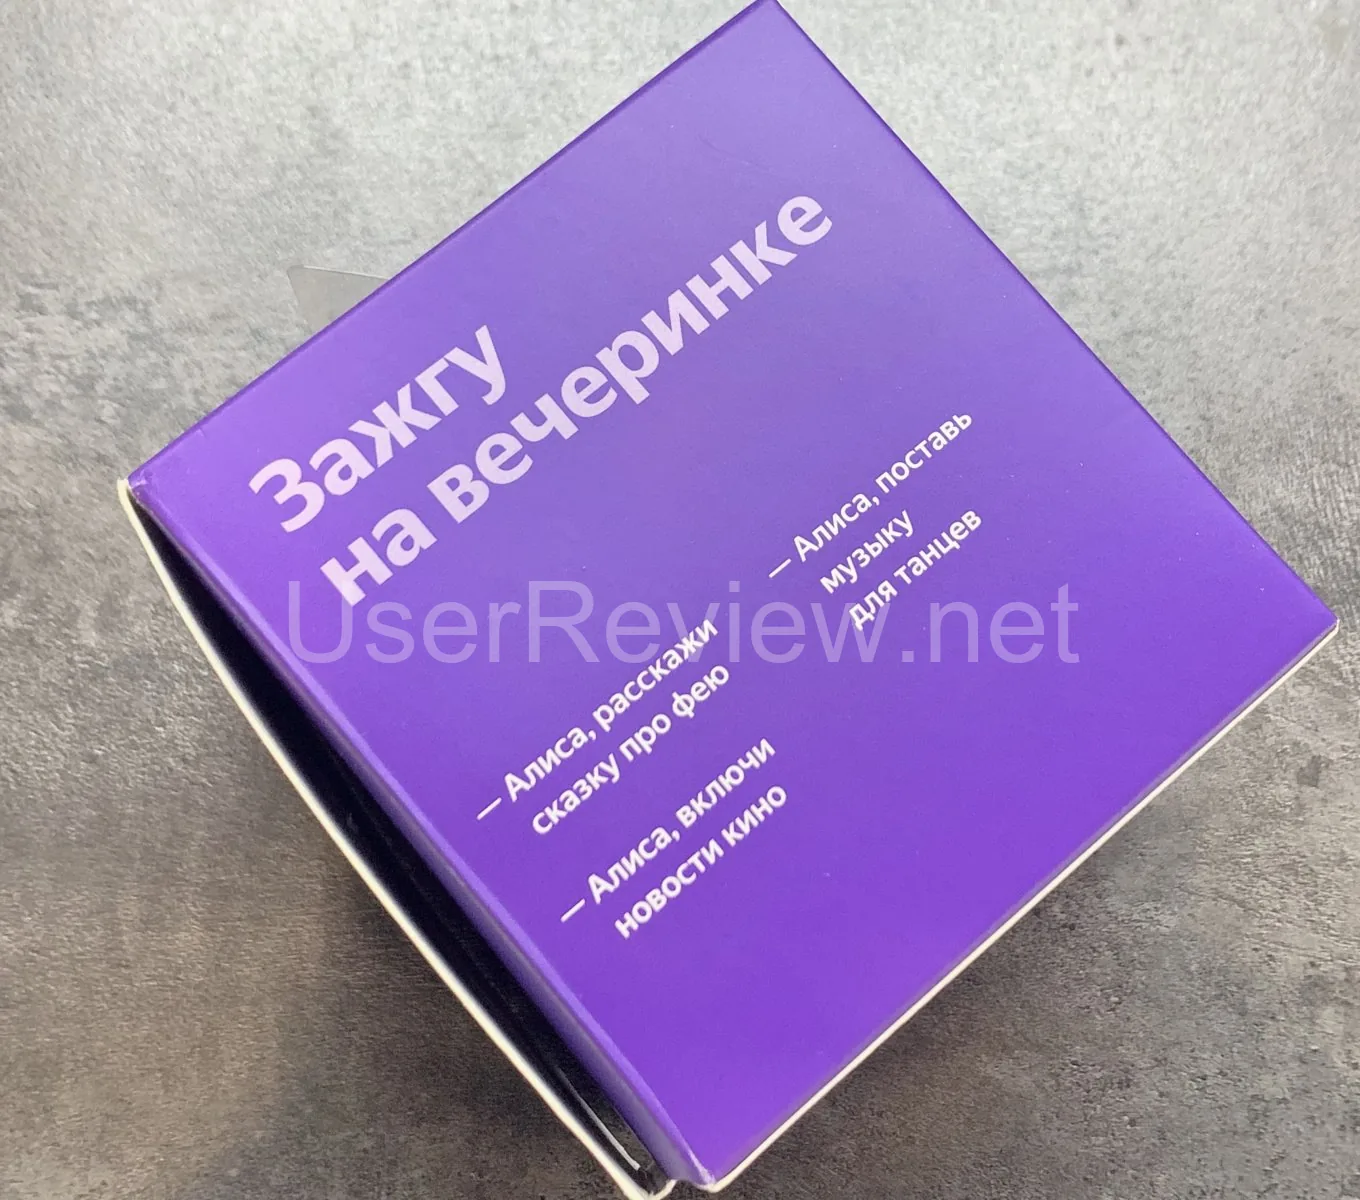 Зажгу
на вечеринке
— Алиса, поставь
музыку
для танцев
— Алиса, расскажи
сказку про фею
— Алиса, включи
новости кино
UserReview.net